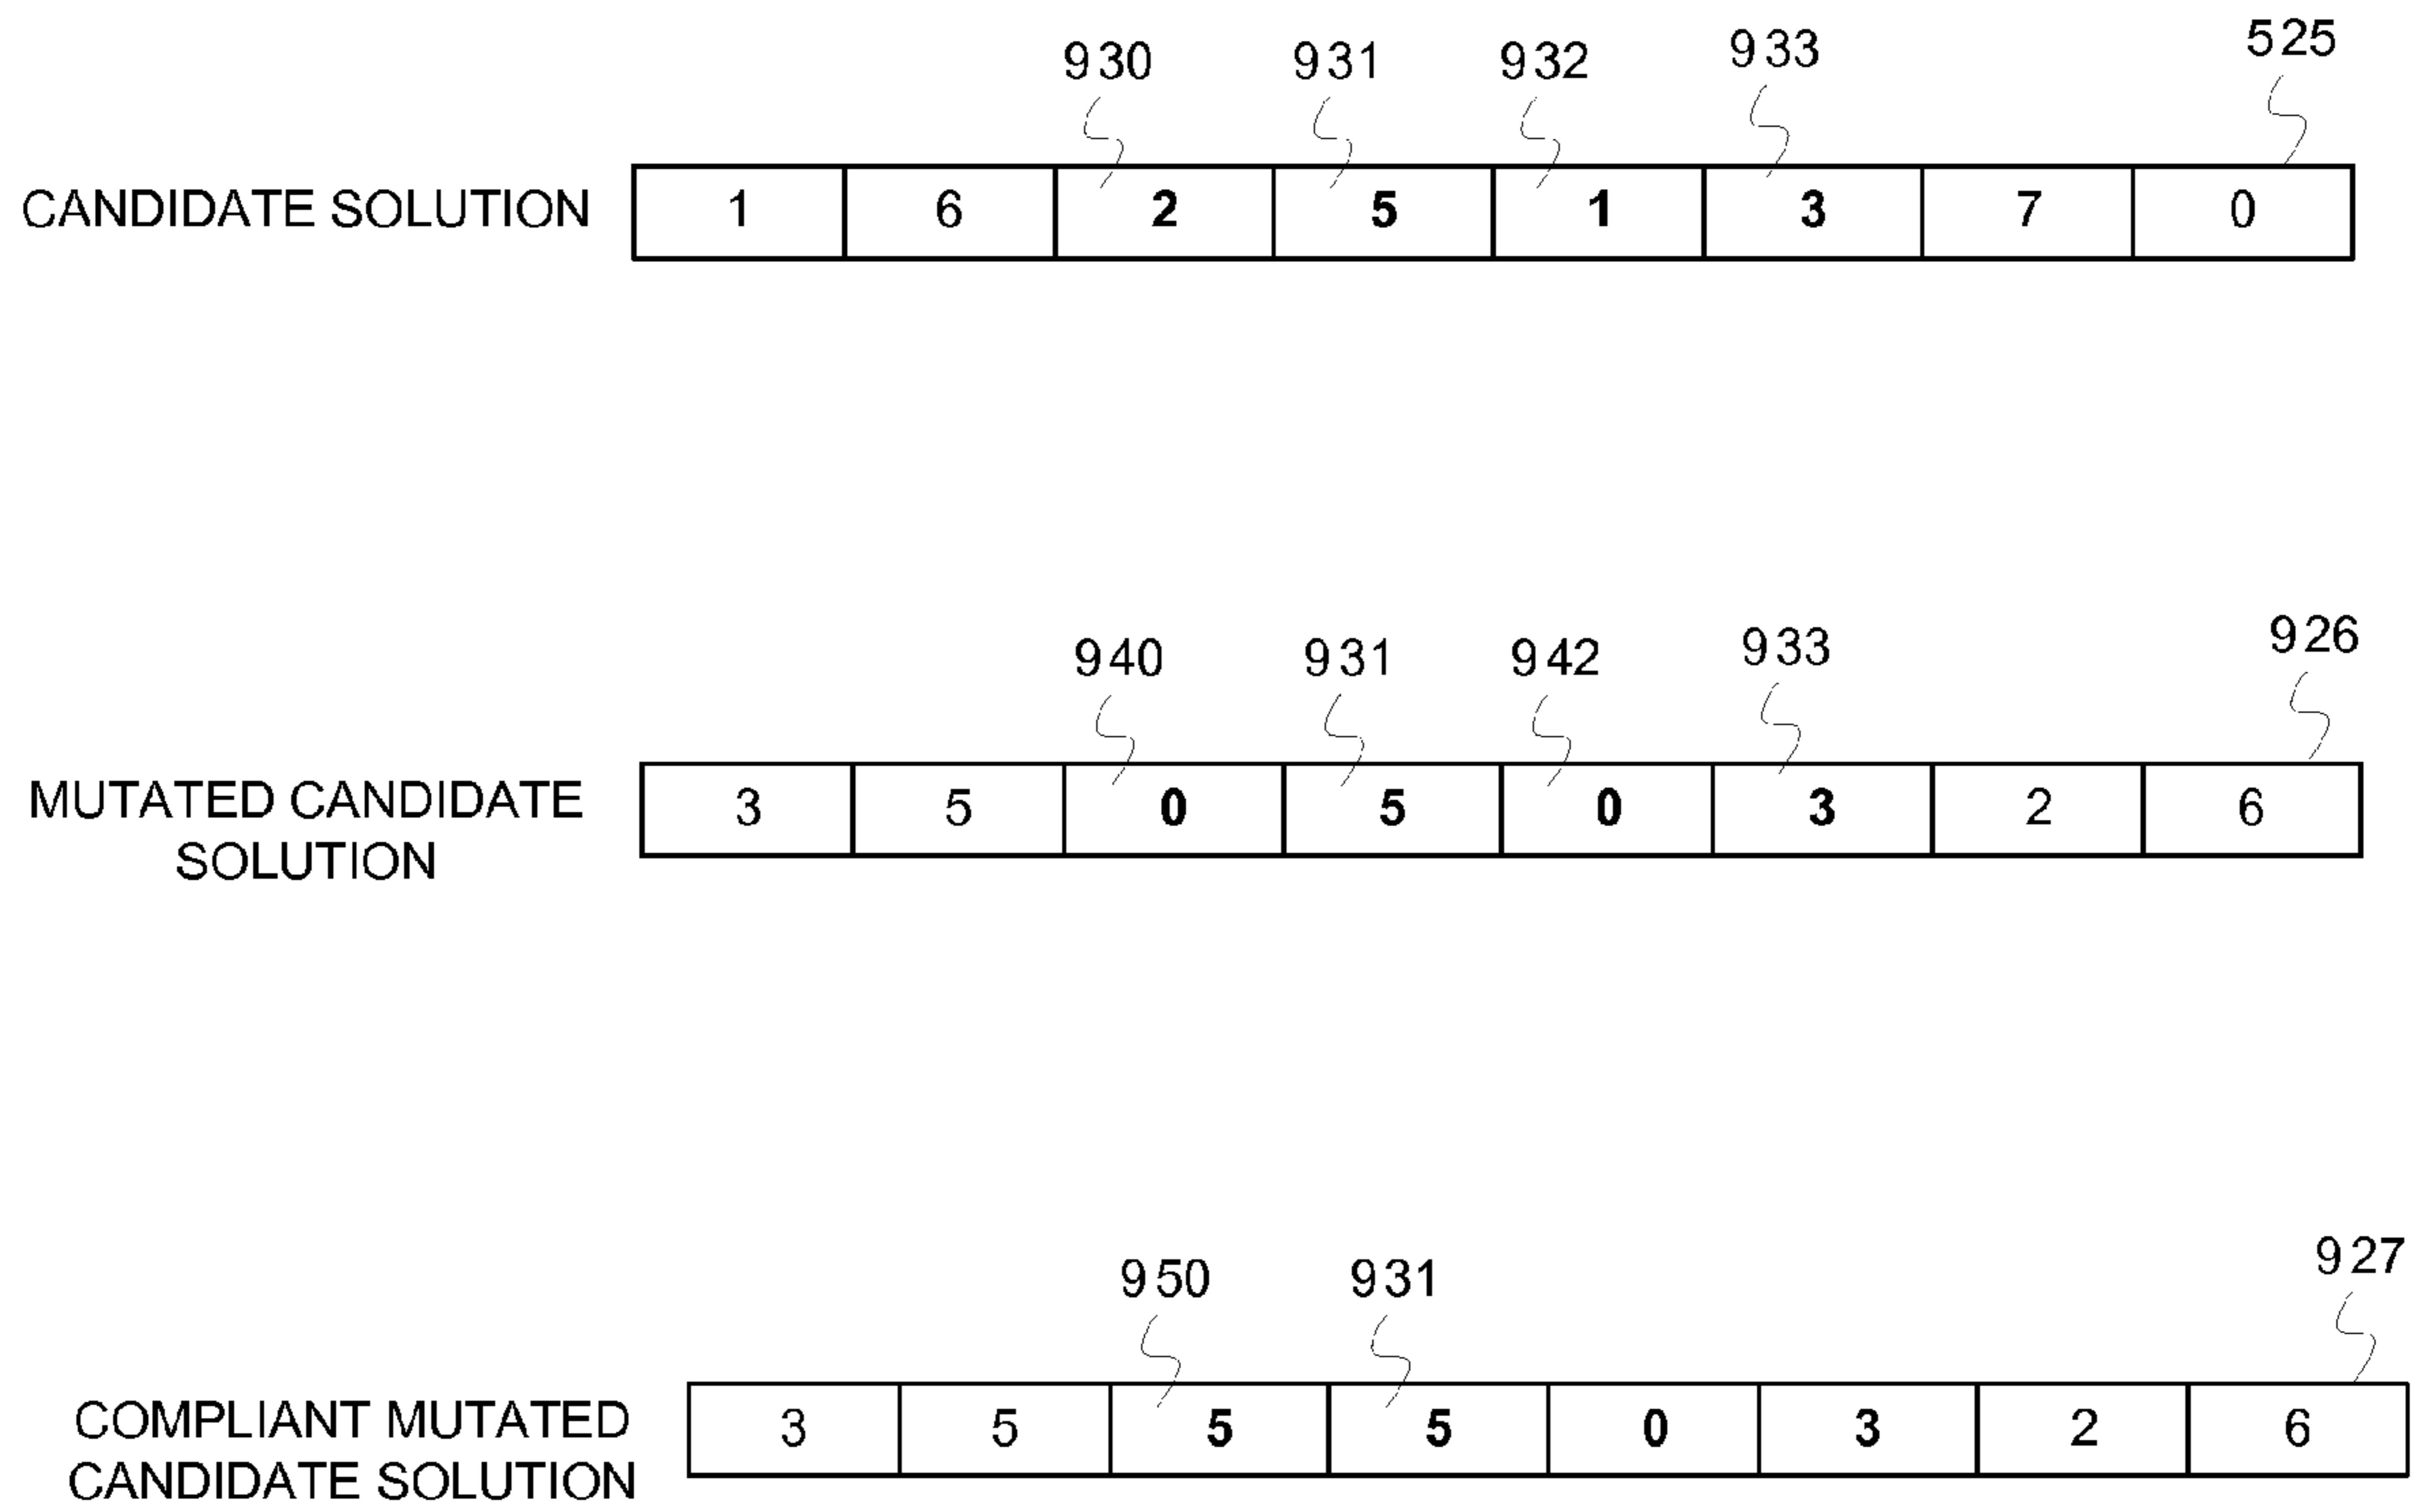 930 931 932 933 525
CANDIDATE SOLUTION 1 6 2 5 1 3 7 0
940 931 942 933 926
MUTATED CANDIDATE
SOLUTION
3 5 0 5 0 3 2 6
950 931 927
COMPLIANT MUTATED
CANDIDATE SOLUTION
3 5 5 5 0 3 2 6